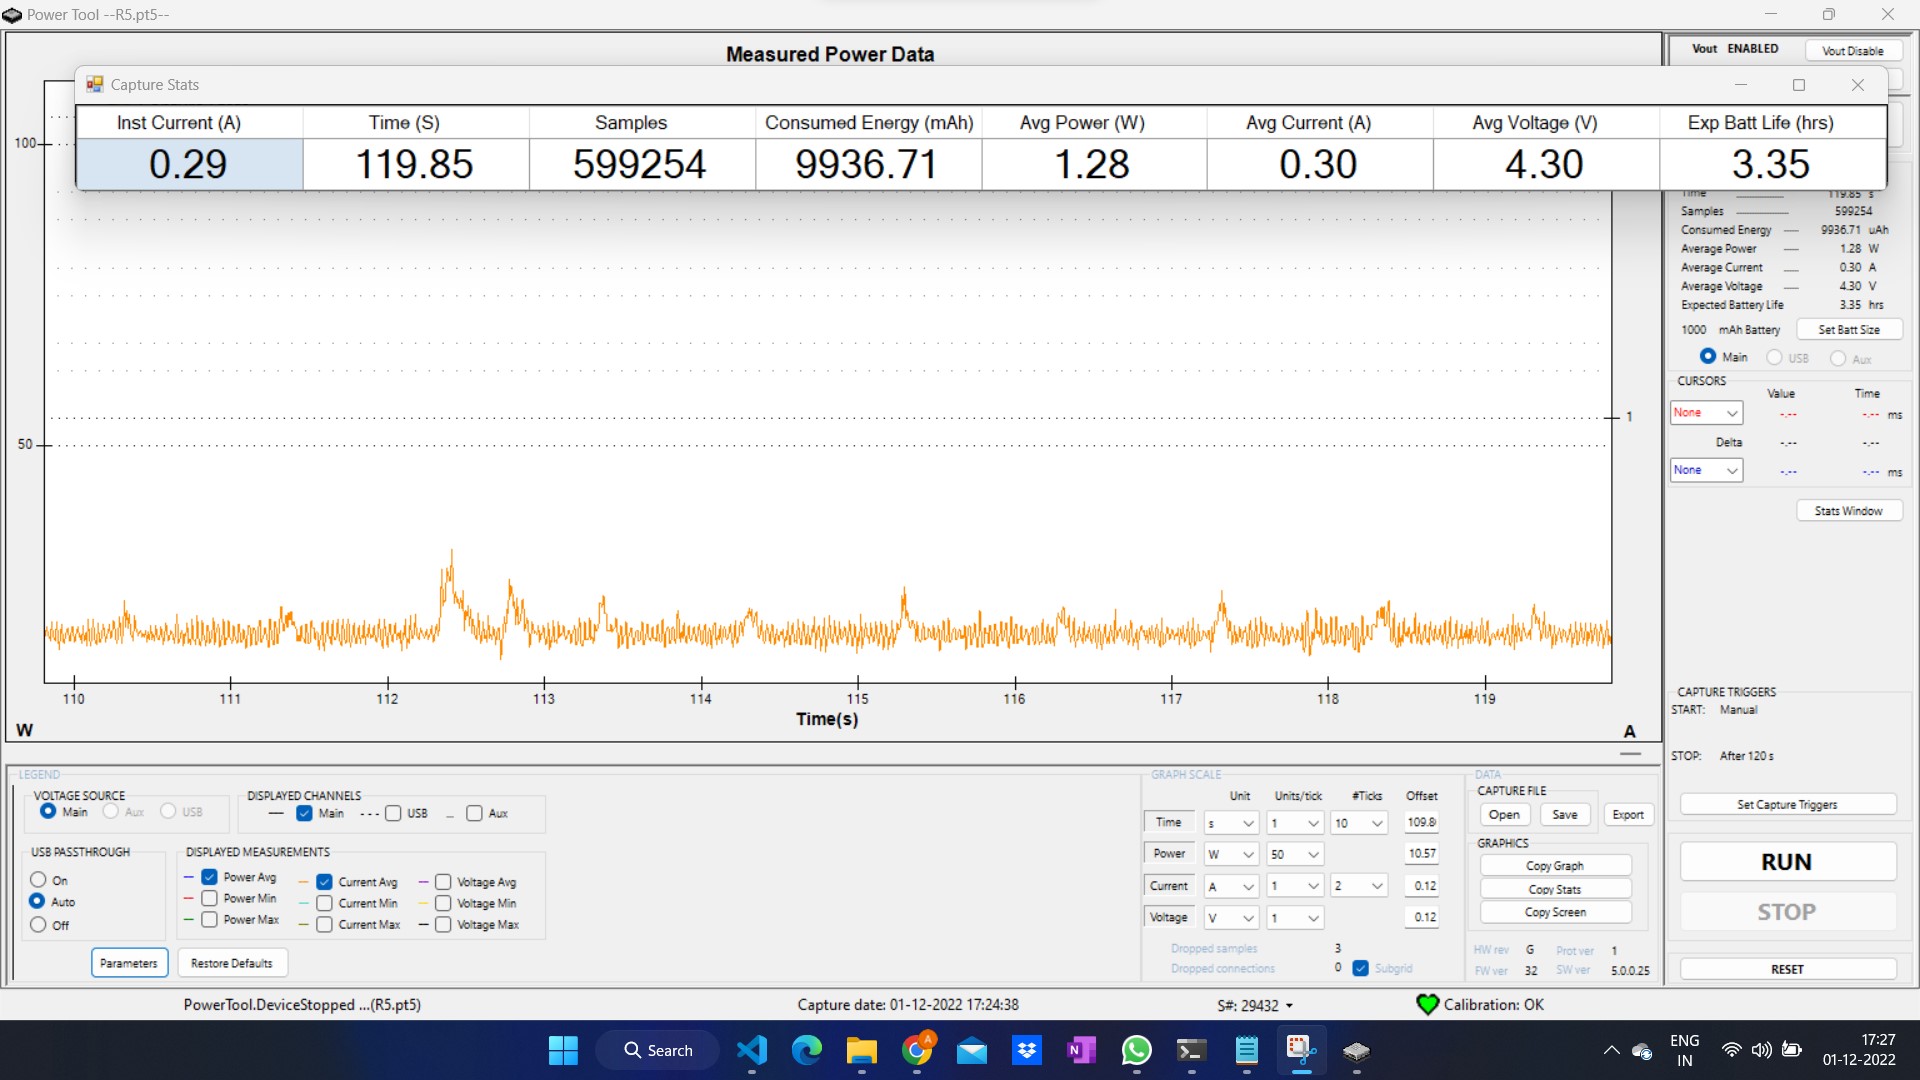 Power Tool --R5.pt5--
Measured Power Data
Capture Stats
Inst Current (A) Time (S) Samples Consumed Energy (mAh) Avg Power (W) Avg Current (A) Avg Voltage (V) Exp Batt Life (hrs)
0.29 119.85 599254 9936.71 1.28 0.30 4.30 3.35
100
50
1
110 111 112 113 114 115 116 117 118 119
Time(s)
W
A
Vout ENABLED Vout Disable
Time 119.85 s
Samples 599254
Consumed Energy 9936.71 uAh
Average Power 1.28 W
Average Current 0.30 A
Average Voltage 4.30 V
Expected Battery Life 3.35 hrs
1000 mAh Battery Set Batt Size
Main USB Aux
CURSORS
Value Time
None -.-- -.-- ms
Delta -.-- -.--
None -.-- -.-- ms
Stats Window
CAPTURE TRIGGERS
START: Manual
STOP: After 120 s
Set Capture Triggers
RUN
STOP
RESET
LEGEND
VOLTAGE SOURCE
Main Aux USB
DISPLAYED CHANNELS
Main USB Aux
USB PASSTHROUGH
On
Auto
Off
DISPLAYED MEASUREMENTS
Power Avg Current Avg Voltage Avg
Power Min Current Min Voltage Min
Power Max Current Max Voltage Max
Parameters Restore Defaults
GRAPH SCALE
Unit Units/tick #Ticks Offset
Time s 1 10
Power W 50 10.57
Current A 1 2 0.12
Voltage V 1 0.12
Dropped samples 3
Dropped connections 0 Subgrid
DATA
CAPTURE FILE
Open Save Export
GRAPHICS
Copy Graph
Copy Stats
Copy Screen
HW rev G Prot ver 1
FW ver 32 SW ver 5.0.0.25
PowerTool.DeviceStopped ...(R5.pt5) Capture date: 01-12-2022 17:24:38 S#: 29432 Calibration: OK
Search
A
N
ENG
IN
17:27
01-12-2022